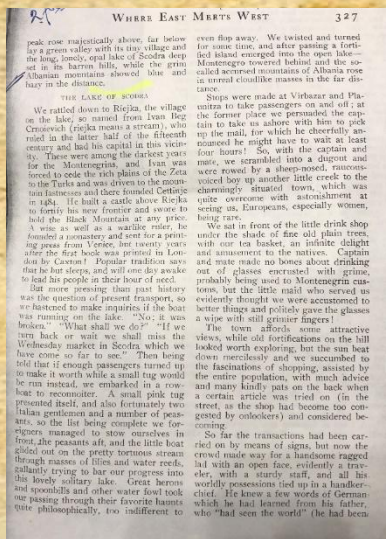 WHERE EAST MEETS WEST 327
peak rose majestically above, far below
lay a green valley with its tiny village and
the long, lonely, opal lake of Scodra deep
set in its barren hills, while the grim
Albanian mountains showed blue and
hazy in the distance.
THE LAKE OF SCODRA
We rattled down to Riejka, the village
on the lake, so named from Ivan Beg
Crnoievich (riejka means a stream), who
ruled in the latter half of the fifteenth
century and had his capital in this vicin-
ity. These were among the darkest years
for the Montenegrins, and Ivan was
forced to cede the rich plains of the Zeta
to the Turks and was driven to the moun-
tain fastnesses and there founded Cetinje
in 1484. He built a castle above Riejka
to fortify his new frontier and swore to
hold the Black Mountain at any price.
A wise as well as a warlike ruler, he
founded a monastery and sent for a print-
ing press from Venice, but twenty years
after the first book was printed in Lon-
don by Caxton! Popular tradition says
that he but sleeps, and will one day awake
to lead his people in their hour of need.
But more pressing than past history
was the question of present transport, so
we hastened to make inquiries if the boat
was running on the lake. "No; it was
broken." "What shall we do?" "If we
turn back or wait we shall miss the
Wednesday market in Scodra which we
have come so far to see." Then being
told that if enough passengers turned up
to make it worth while a small tug would
be run instead, we embarked in a row-
boat to reconnoiter. A small pink tug
presented itself, and also fortunately two
Italian gentlemen and a number of peas-
ants, so the list being complete we for-
eigners managed to stow ourselves in
front, the peasants aft, and the little boat
glided out on the pretty tortuous stream
through masses of lilies and water reeds,
gallantly trying to bar our progress into
this lovely solitary lake. Great herons
and spoonbills and other water fowl took
our passing through their favorite haunts
quite philosophically, too indifferent to
even flop away. We twisted and turned
for some time, and after passing a forti-
fied island emerged into the open lake—
Montenegro towered behind and the so-
called accursed mountains of Albania rose
in unreal cloudlike masses in the far dis-
tance.
Stops were made at Virbazar and Pla-
vnitza to take passengers on and off; at
the former place we persuaded the cap-
tain to take us ashore with him to pick
up the mail, for which he cheerfully an-
nounced he might have to wait at least
four hours! So, with the captain and
mate, we scrambled into a dugout and
were rowed by a sheep-nosed, raucous-
voiced boy up another little creek to the
charmingly situated town, which was
quite overcome with astonishment at
seeing us, Europeans, especially women,
being rare.
We sat in front of the little drink shop
under the shade of fine old plane trees,
with our tea basket, an infinite delight
and amusement to the natives. Captain
and mate made no bones about drinking
out of glasses encrusted with grime,
probably being used to Montenegrin cus-
toms, but the little maid who served us
evidently thought we were accustomed to
better things and politely gave the glasses
a wipe with still grimier fingers!
The town affords some attractive
views, while old fortifications on the hill
looked worth exploring, but the sun beat
down mercilessly and we succumbed to
the fascinations of shopping, assisted by
the entire population, with much advice
and many kindly pats on the back when
a certain article was tried on (in the
street, as the shop had become too con-
gested by onlookers) and considered be-
coming.
So far the transactions had been car-
ried on by means of signs, but now the
crowd made way for a handsome ragged
lad with an open face, evidently a trav-
eler, with a sturdy staff, and all his
worldly possessions tied up in a handker-
chief. He knew a few words of German
which he had learned from his father,
who "had seen the world" (he had been